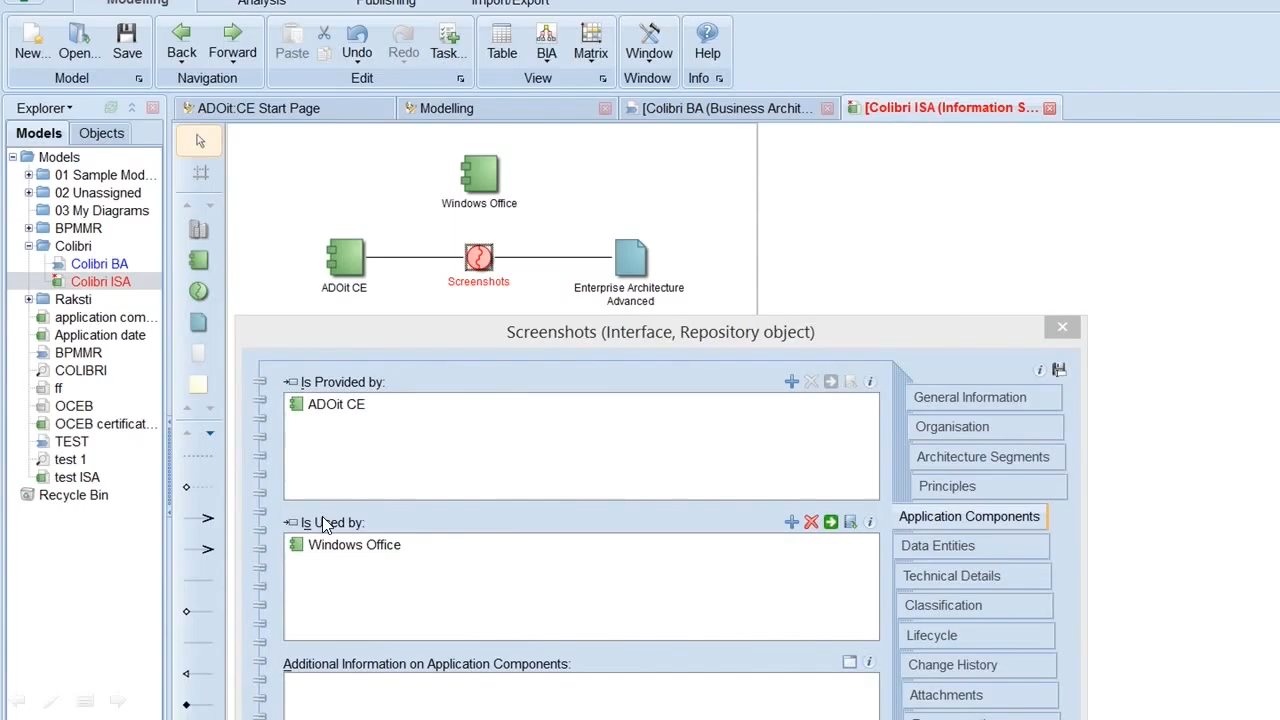 Modelling
Analysis
Publishing
Import/Export
New...
Open...
Save
Back
Forward
Paste
Undo
Redo
Task...
Table
BIA
Matrix
Window
Help
Model
Navigation
Edit
View
Window
Info
Explorer
ADOit:CE Start Page
Modelling
[Colibri BA (Business Archit...
[Colibri ISA (Information S...
Models
Objects
Models
01 Sample Mod...
02 Unassigned
03 My Diagrams
BPMMR
Colibri
Colibri BA
Colibri ISA
Raksti
application com...
Application date
BPMMR
COLIBRI
ff
OCEB
OCEB certificat...
TEST
test 1
test ISA
Recycle Bin
Windows Office
ADOit CE
Screenshots
Enterprise Architecture
Advanced
Screenshots (Interface, Repository object)
Is Provided by:
ADOit CE
Is Used by:
Windows Office
Additional Information on Application Components:
General Information
Organisation
Architecture Segments
Principles
Application Components
Data Entities
Technical Details
Classification
Lifecycle
Change History
Attachments